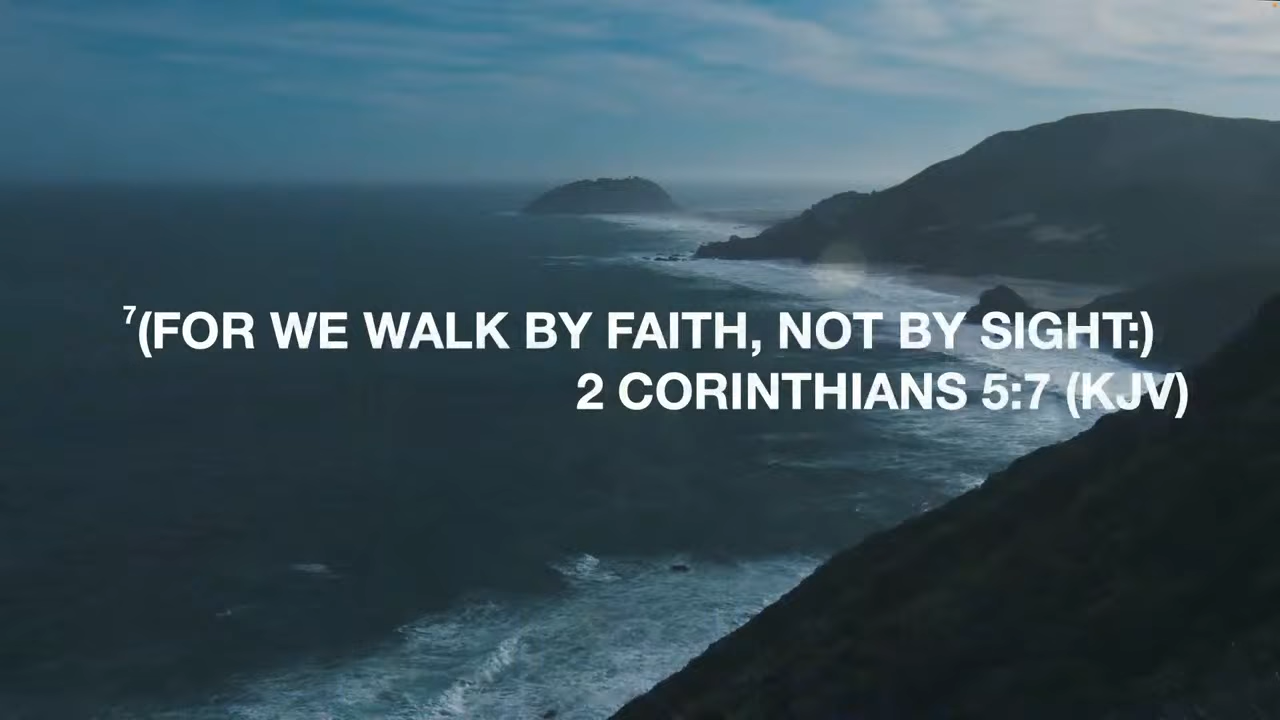 7(FOR WE WALK BY FAITH, NOT BY SIGHT:)
2 CORINTHIANS 5:7 (KJV)